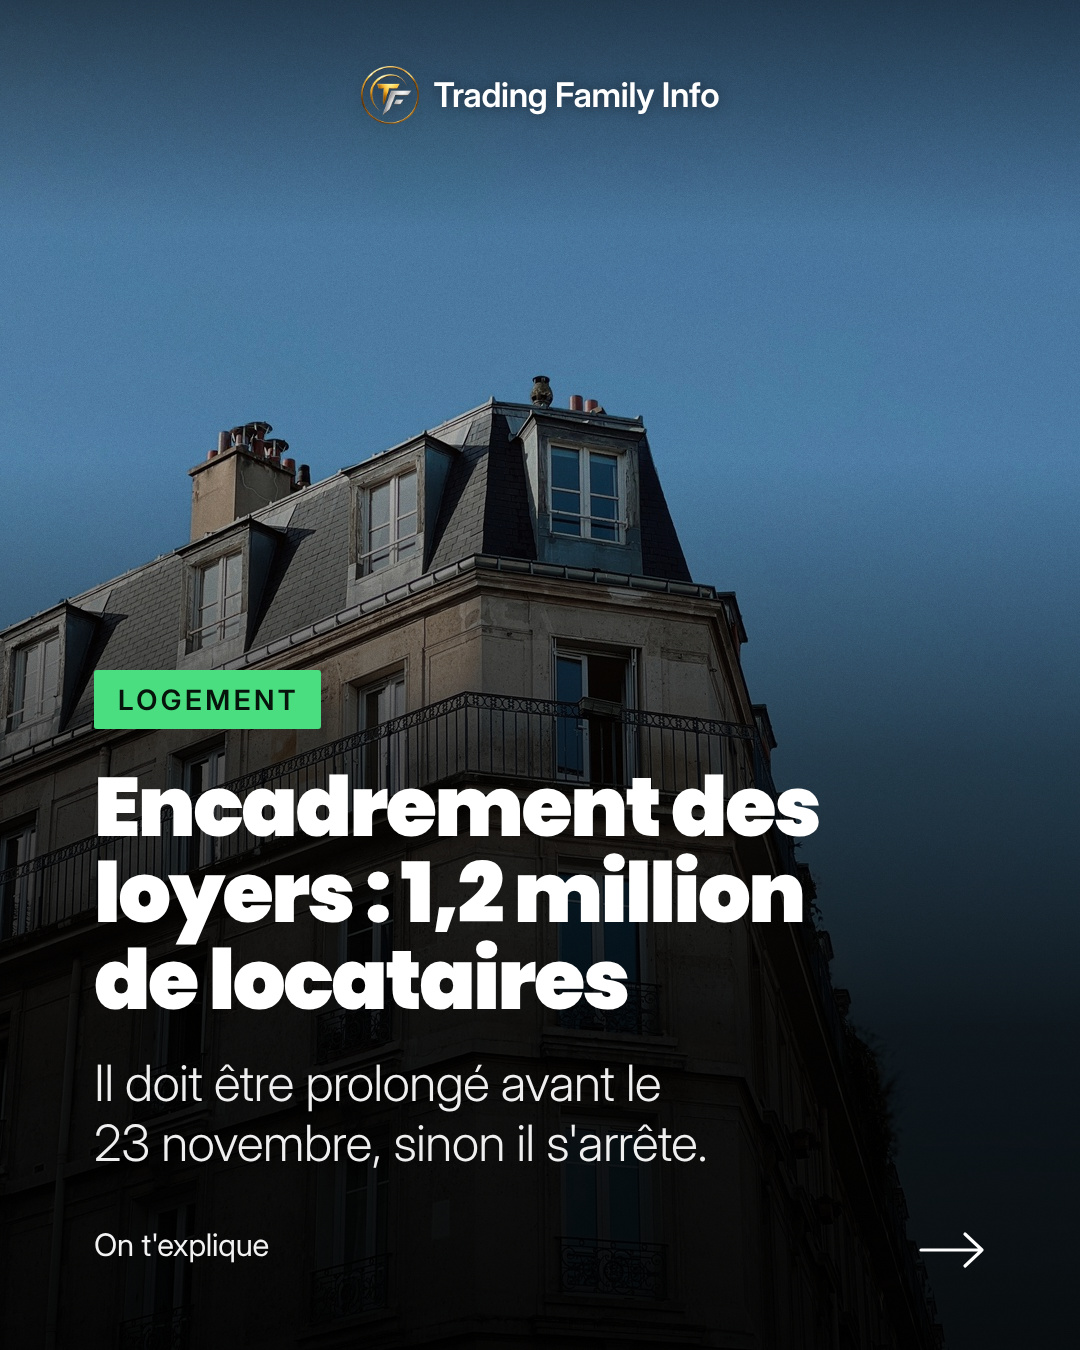 TF
Trading Family Info
LOGEMENT
Encadrement des
loyers : 1,2 million
de locataires
Il doit être prolongé avant le
23 novembre, sinon il s'arrête.
On t'explique